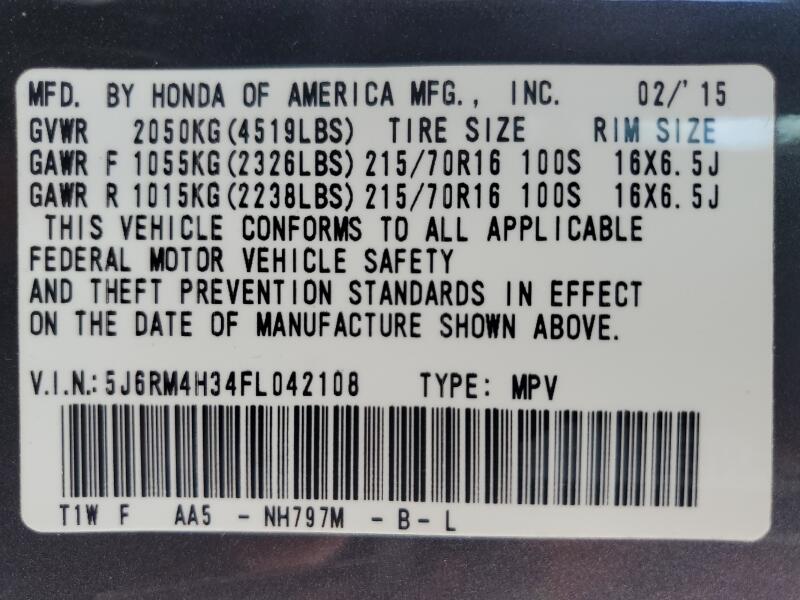 MFD. BY HONDA OF AMERICA MFG., INC. 02/'15
GVWR 2050KG(4519LBS) TIRE SIZE RIM SIZE
GAWR F 1055KG(2326LBS) 215/70R16 100S 16X6.5J
GAWR R 1015KG(2238LBS) 215/70R16 100S 16X6.5J
THIS VEHICLE CONFORMS TO ALL APPLICABLE
FEDERAL MOTOR VEHICLE SAFETY
AND THEFT PREVENTION STANDARDS IN EFFECT
ON THE DATE OF MANUFACTURE SHOWN ABOVE.
V.I.N.: 5J6RM4H34FL042108 TYPE: MPV
T1W F AA5 - NH797M - B - L